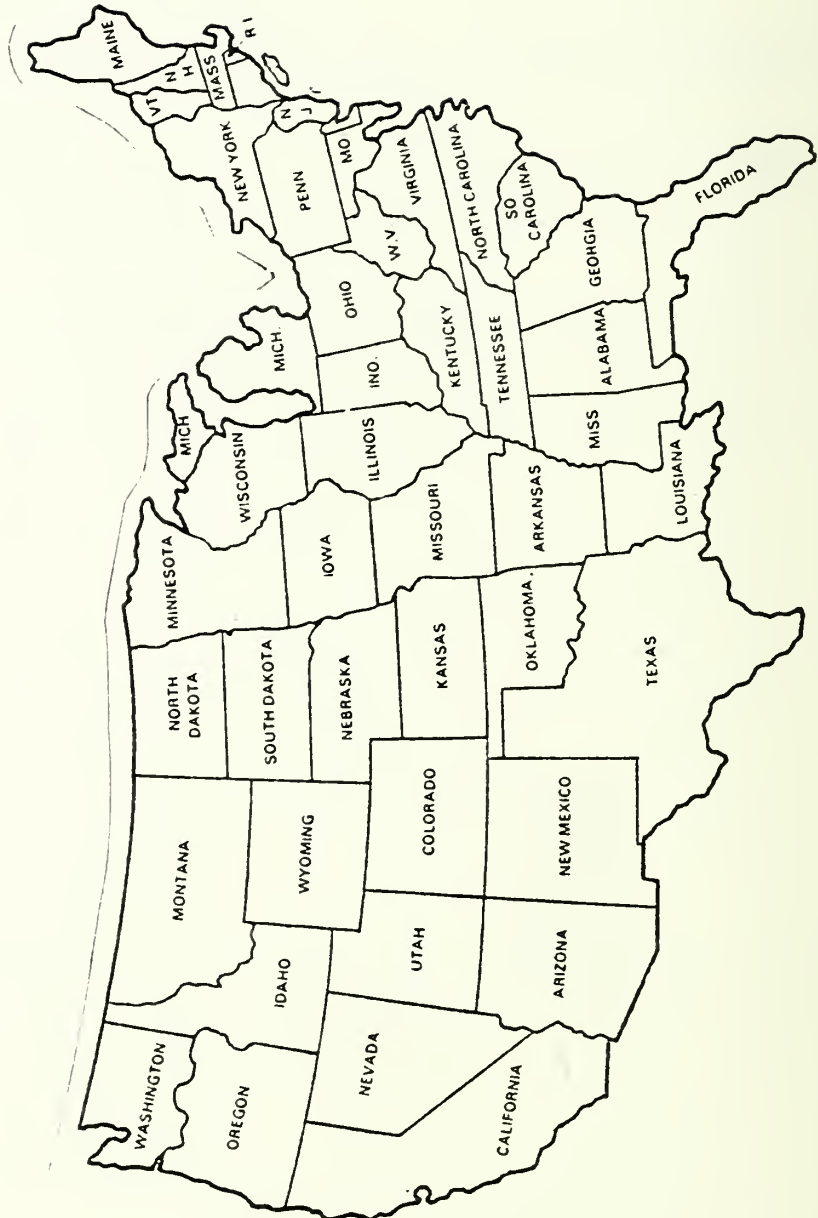 WASHINGTON
OREGON
CALIFORNIA
NEVADA
IDAHO
MONTANA
WYOMING
UTAH
ARIZONA
COLORADO
NEW MEXICO
NORTH
DAKOTA
SOUTH DAKOTA
NEBRASKA
KANSAS
OKLAHOMA.
TEXAS
MINNESOTA
IOWA
MISSOURI
ARKANSAS
LOUISIANA
WISCONSIN
ILLINOIS
MICH
MICH.
INO.
OHIO
KENTUCKY
TENNESSEE
MISS
ALABAMA
GEORGIA
FLORIDA
SO
CAROLINA
NORTH CAROLINA
VIRGINIA
W.V
MO
PENN
N
J
NEW YORK
VT
N
H
MASS
R I
MAINE